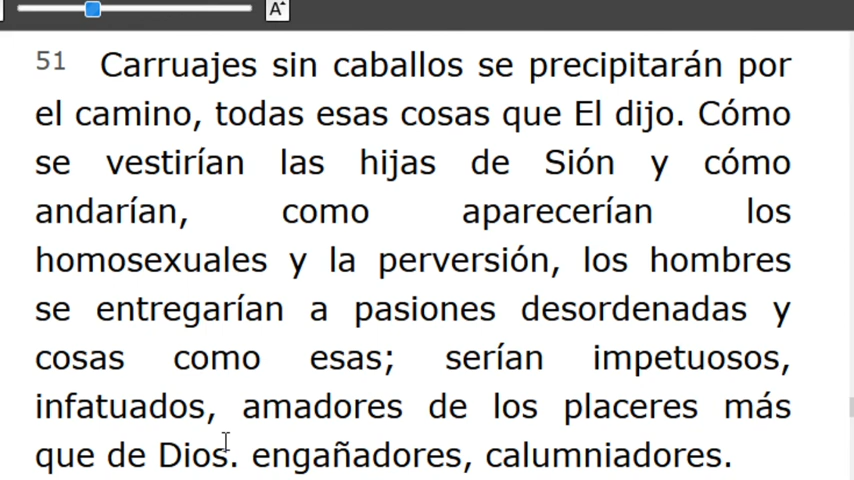 A
51 Carruajes sin caballos se precipitarán por
el camino, todas esas cosas que El dijo. Cómo
se vestirían las hijas de Sión y cómo
andarían, como aparecerían los
homosexuales y la perversión, los hombres
se entregarían a pasiones desordenadas y
cosas como esas; serían impetuosos,
infatuados, amadores de los placeres más
que de Dios. engañadores, calumniadores.